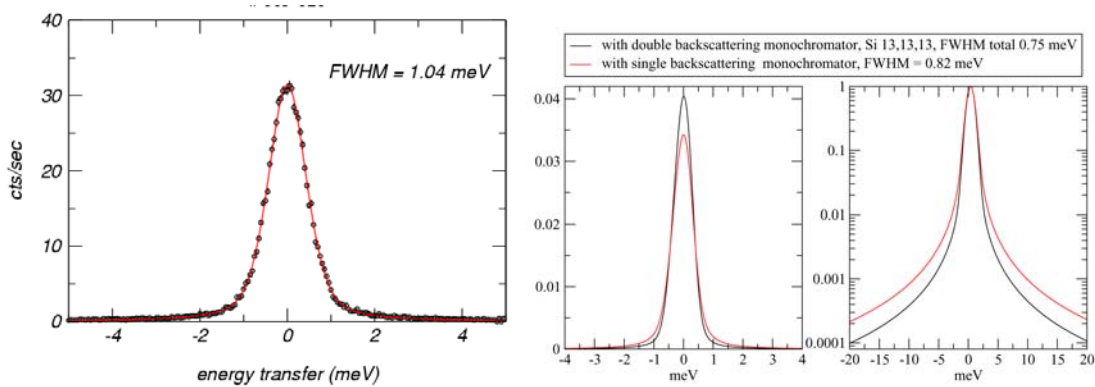 40
30
20
10
0
cts/sec
FWHM = 1.04 meV
-4 -2 0 2 4
energy transfer (meV)
with double backscattering monochromator, Si 13,13,13, FWHM total 0.75 meV
with single backscattering monochromator, FWHM = 0.82 meV
0.04
0.03
0.02
0.01
0
-4 -3 -2 -1 0 1 2 3 4
meV
1
0.1
0.01
0.001
0.0001
-20 -15 -10 -5 0 5 10 15 20
meV